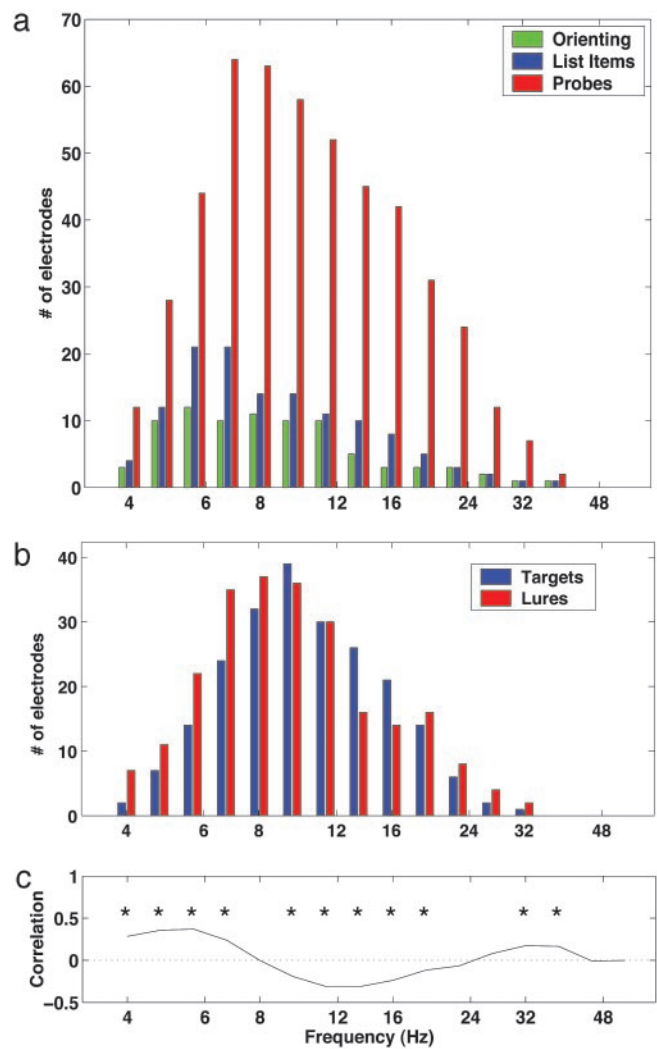 a
70
60
50
40
30
20
10
0
# of electrodes
Orienting
List Items
Probes
4 6 8 12 16 24 32 48
b
40
30
20
10
0
# of electrodes
Targets
Lures
4 6 8 12 16 24 32 48
c
1
0.5
0
−0.5
Correlation
* * * * * * * * * * *
4 6 8 12 16 24 32 48
Frequency (Hz)